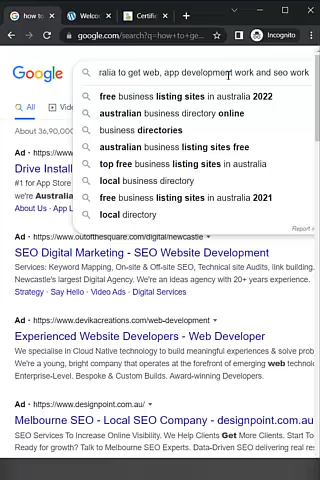 how to g
Welcom
Certifie
google.com/search?q=how+to+ge...
Incognito
Google
ralia to get web, app development work and seo work
free business listing sites in australia 2022
australian business directory online
business directories
australian business listing sites free
top free business listing sites in australia
local business directory
free business listing sites in australia 2021
local directory
Report i
All
Vide
About 36,90,000
Ad · https://www
Drive Install
#1 for App S
we're Australia
About Us · App L
Ad · https://www.outofthesquare.com/digital/newcastle
SEO Digital Marketing - SEO Website Development
Services: Keyword Mapping, On-site & Off-site SEO, Technical site Audits, link building.
Newcastle's largest Digital Agency. We're an ideas agency with 20+ years experience.
Strategy · Say Hello · Video Ads · Digital Services
Ad · https://www.devikacreations.com/web-development
Experienced Website Developers - Web Developer
We specialise in Cloud Native technology to build meaningful experiences & solve prob
We're a young, bright company that operates at the forefront of emerging web technolo
Enterprise-Level. Bespoke & Custom Builds. Award-winning Developers.
Ad · https://www.designpoint.com.au/
Melbourne SEO - Local SEO Company - designpoint.com.au
SEO Services To Increase Online Visibility. We Help Clients Get More Clients. Start To
Ready for growth? Talk to Melbourne SEO Experts. Data-Driven SEO delivering real res